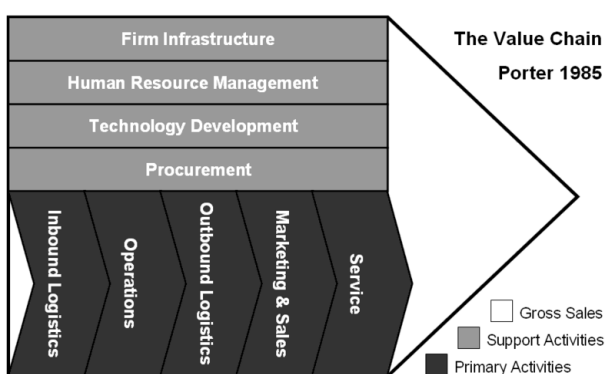 Firm Infrastructure
Human Resource Management
Technology Development
Procurement
Inbound Logistics
Operations
Outbound Logistics
Marketing & Sales
Service
The Value Chain
Porter 1985
Gross Sales
Support Activities
Primary Activities